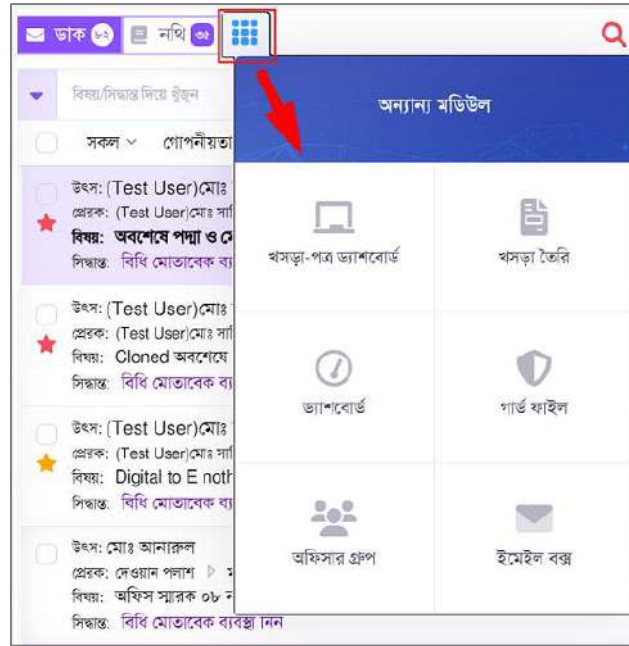 ডাক ৮২ নথি ৩৫
বিষয়/সিদ্ধান্ত দিয়ে খুঁজুন
অন্যান্য মডিউল
সকল গোপনীয়তা
উৎস: (Test User)মোঃ
প্রেরক: (Test User)মোঃ
বিষয়: অবশেষে পদ্মা ও
সিদ্ধান্ত: বিধি মোতাবেক
খসড়া-পত্র ড্যাশবোর্ড
খসড়া তৈরি
উৎস: (Test User)মোঃ
প্রেরক: (Test User)মোঃ
বিষয়: Cloned অবশেষে
সিদ্ধান্ত: বিধি মোতাবেক
ড্যাশবোর্ড
গার্ড ফাইল
উৎস: (Test User)মোঃ
প্রেরক: (Test User)মোঃ
বিষয়: Digital to E noth
সিদ্ধান্ত: বিধি মোতাবেক
অফিসার গ্রুপ
ইমেইল বক্স
উৎস: মোঃ আনারুল
প্রেরক: দেওয়ান পলাশ
বিষয়: অফিস স্মারক ০৮
সিদ্ধান্ত: বিধি মোতাবেক ব্যবস্থা নিন